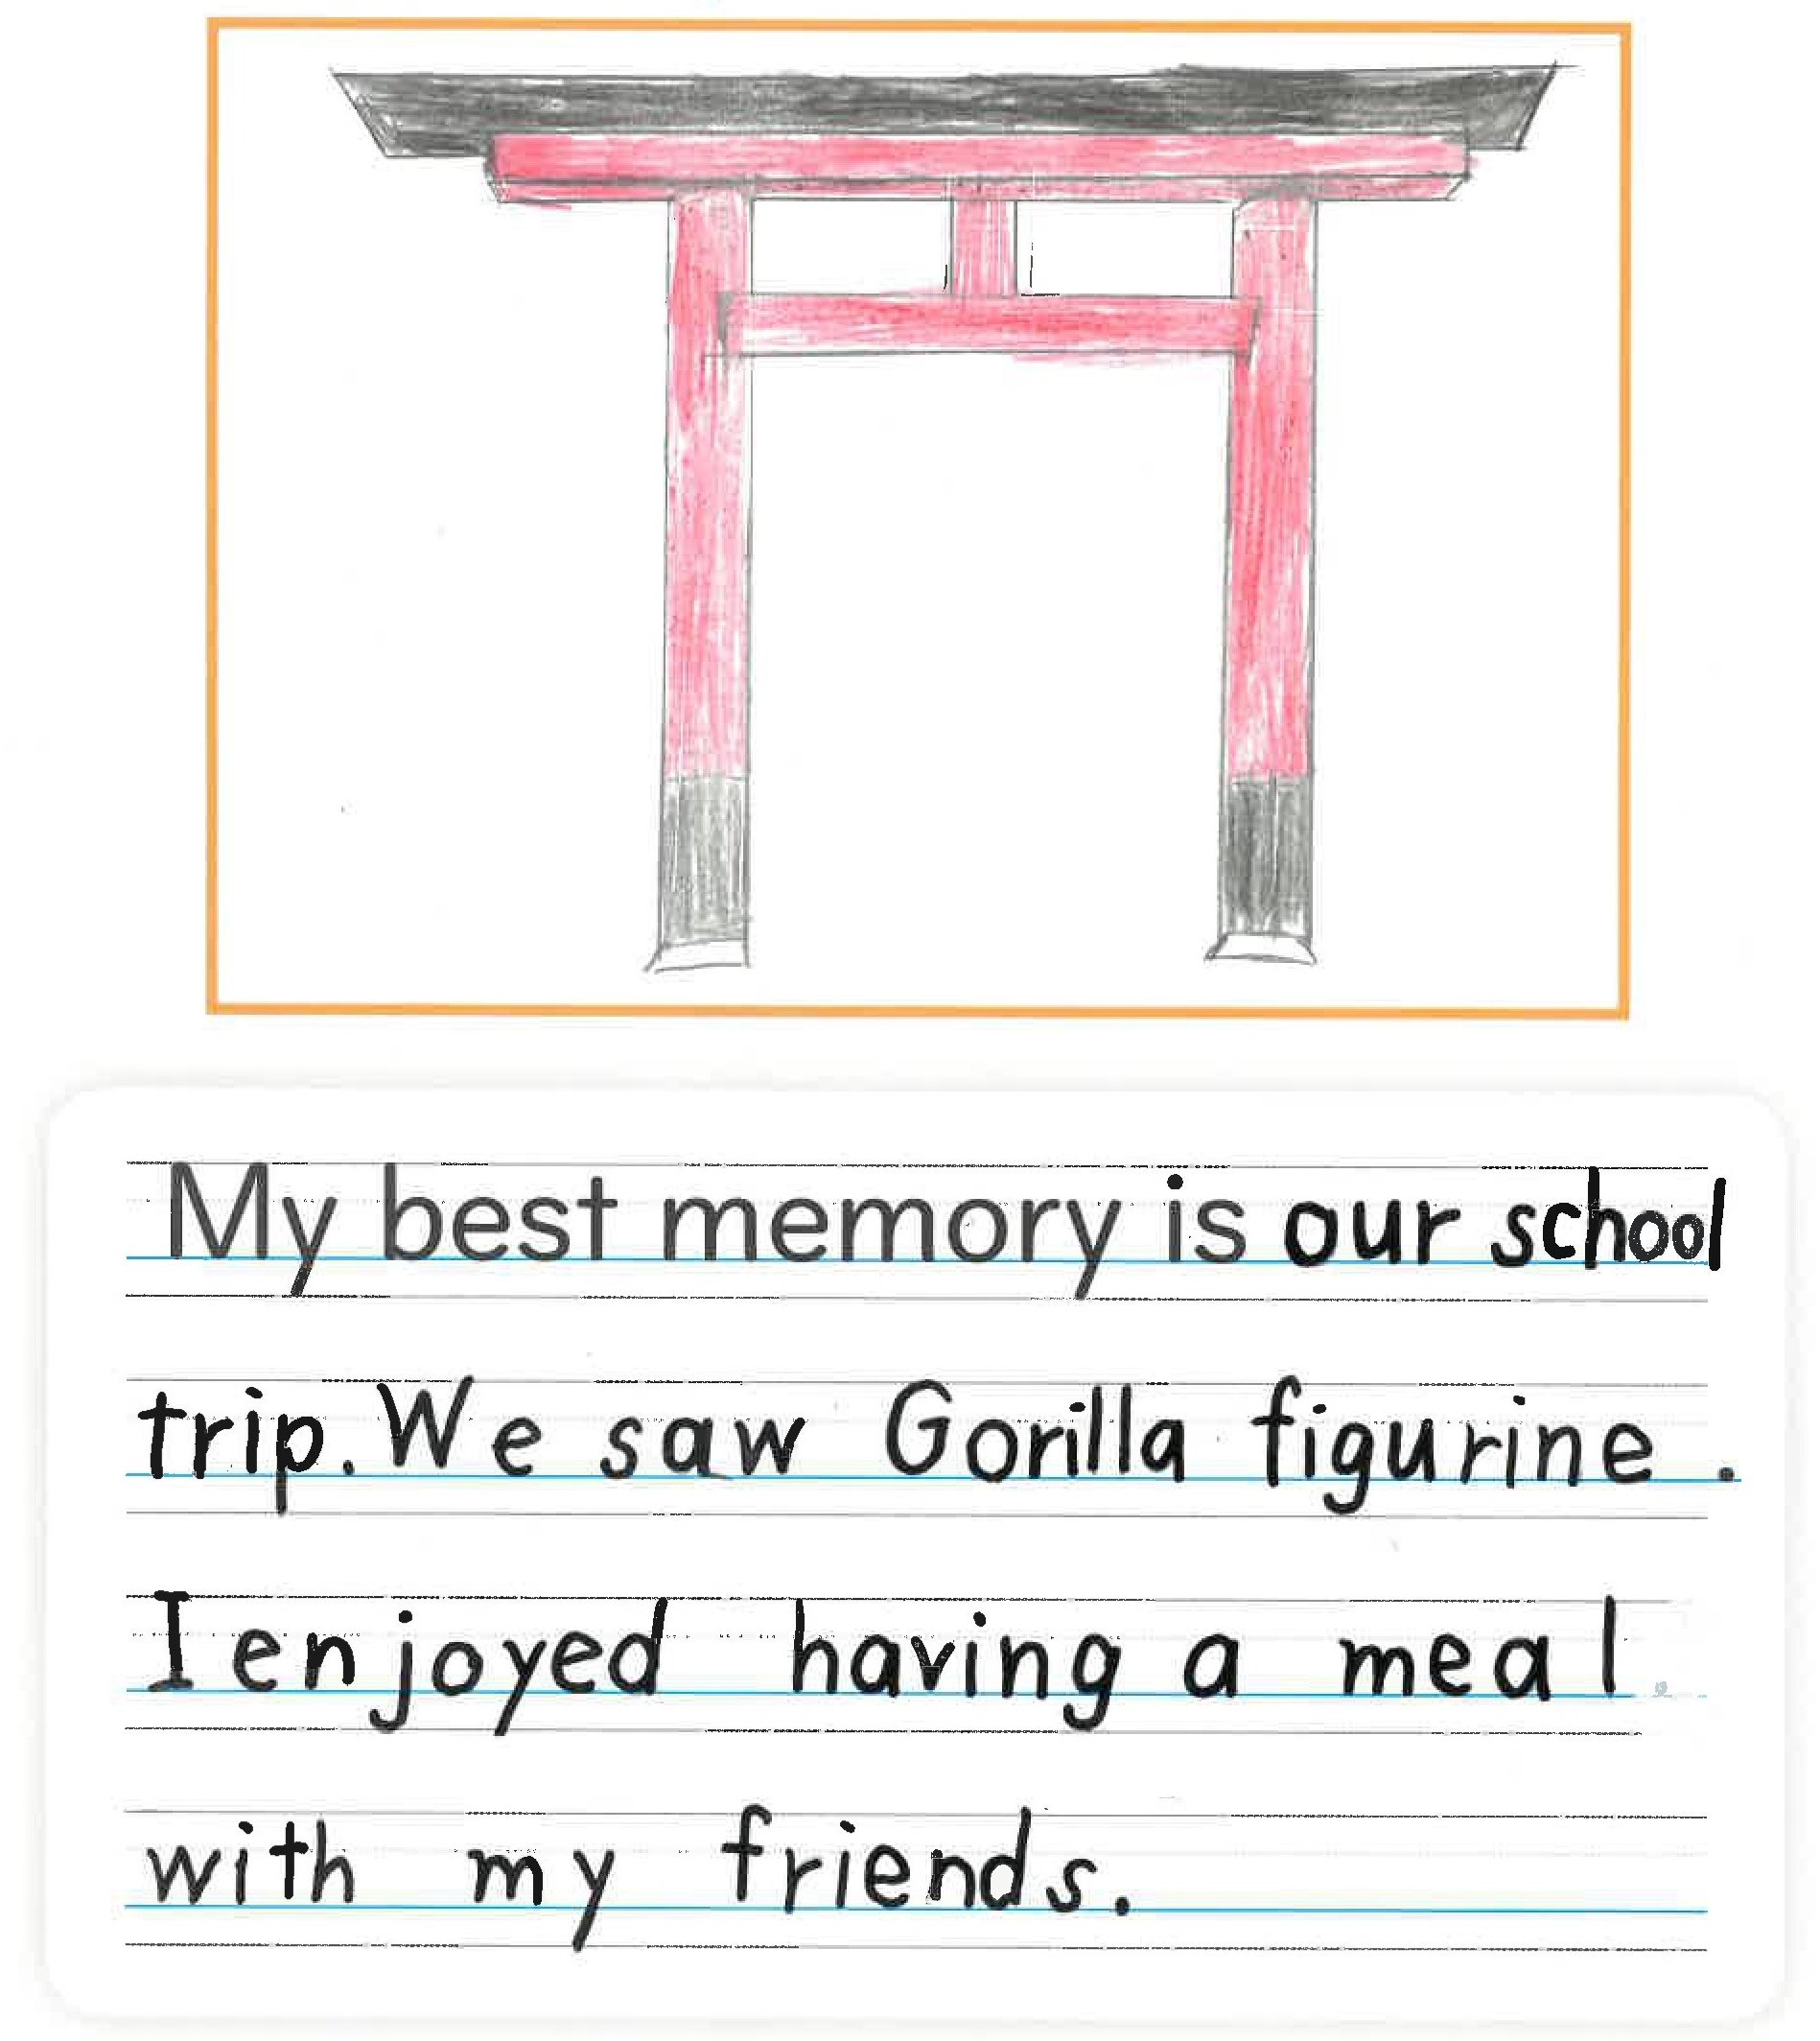 My best memory is our school
trip. We saw Gorilla figurine.
I enjoyed having a meal
with my friends.